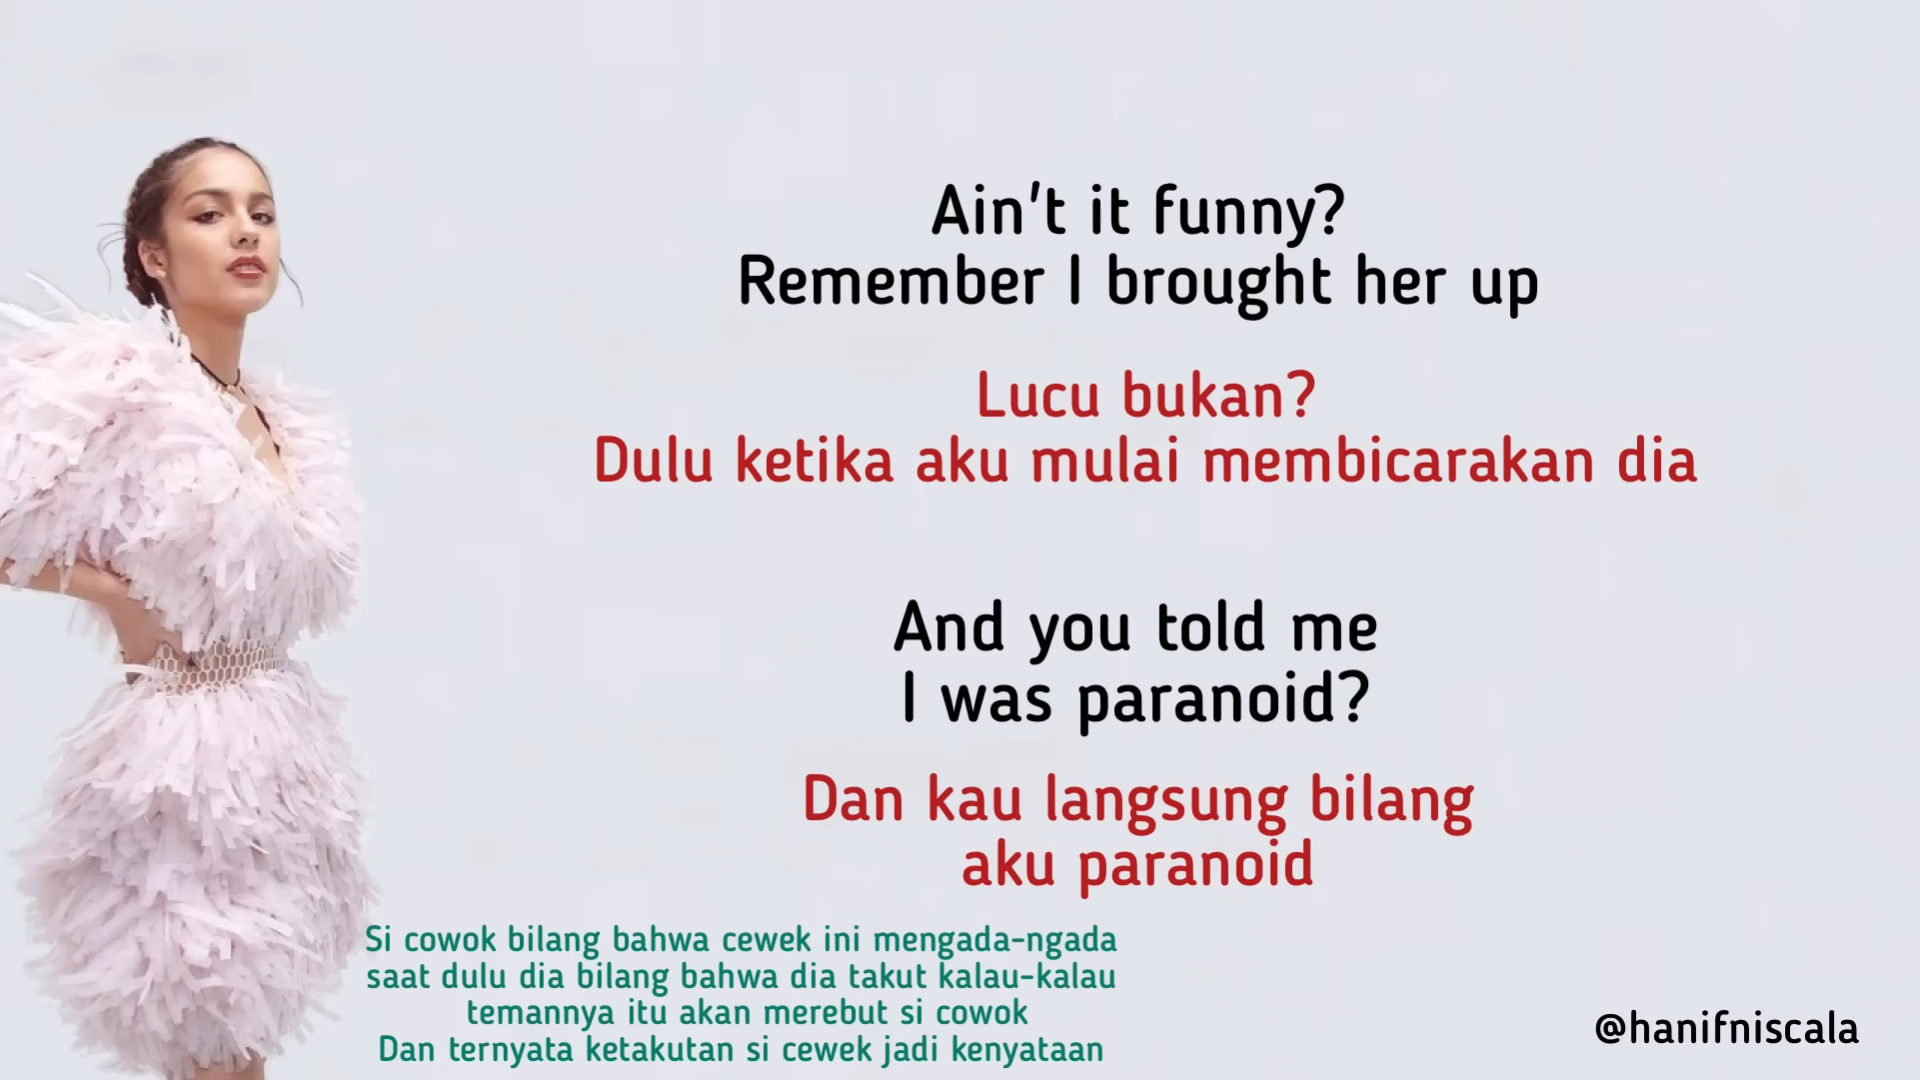 Ain't it funny?
Remember I brought her up
Lucu bukan?
Dulu ketika aku mulai membicarakan dia
And you told me
I was paranoid?
Dan kau langsung bilang
aku paranoid
Si cowok bilang bahwa cewek ini mengada-ngada
saat dulu dia bilang bahwa dia takut kalau-kalau
temannya itu akan merebut si cowok
Dan ternyata ketakutan si cewek jadi kenyataan
@hanifniscala